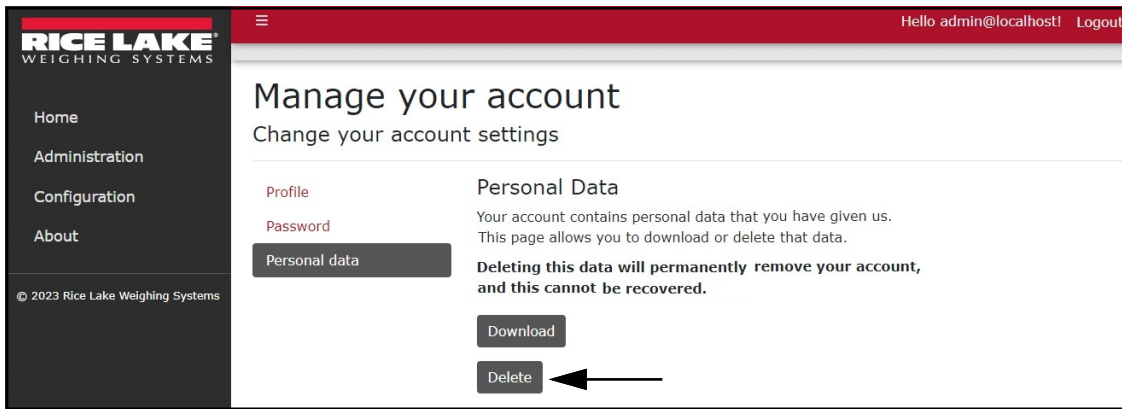 RICE LAKE®
WEIGHING SYSTEMS
Home
Administration
Configuration
About
© 2023 Rice Lake Weighing Systems
☰
Hello admin@localhost! Logout
Manage your account
Change your account settings
Profile
Password
Personal data
Personal Data
Your account contains personal data that you have given us.
This page allows you to download or delete that data.
Deleting this data will permanently remove your account,
and this cannot be recovered.
Download
Delete